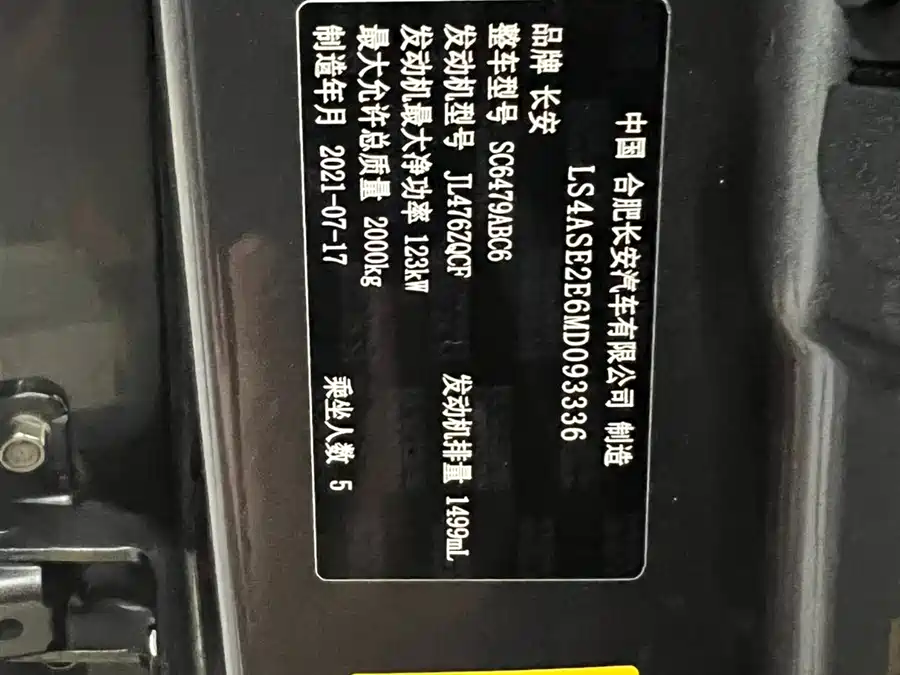 中国 合肥长安汽车有限公司 制造
LS4ASE2E6MD093336
品牌 长安
整车型号 SC6479ABC6
发动机型号 JL476ZQCF 发动机排量 1499mL
发动机最大净功率 123kW
最大允许总质量 2000kg
制造年月 2021-07-17 乘坐人数 5